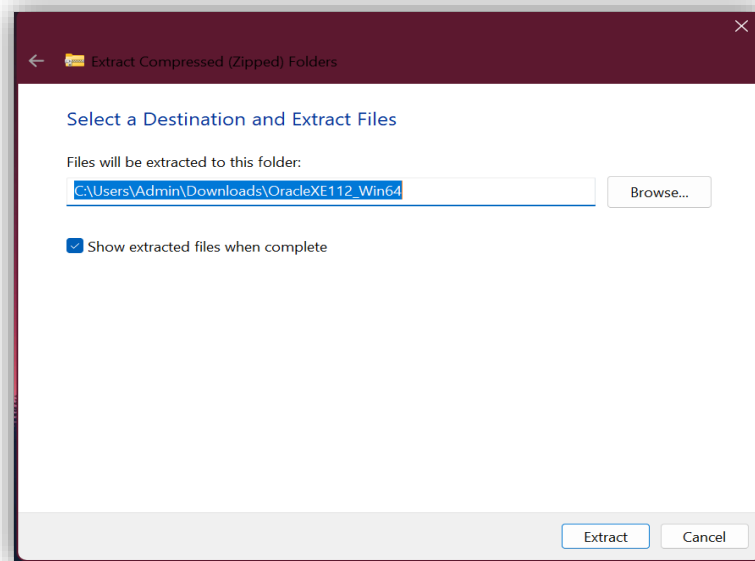 Extract Compressed (Zipped) Folders
Select a Destination and Extract Files
Files will be extracted to this folder:
C:\Users\Admin\Downloads\OracleXE112_Win64
Browse...
Show extracted files when complete
Extract
Cancel